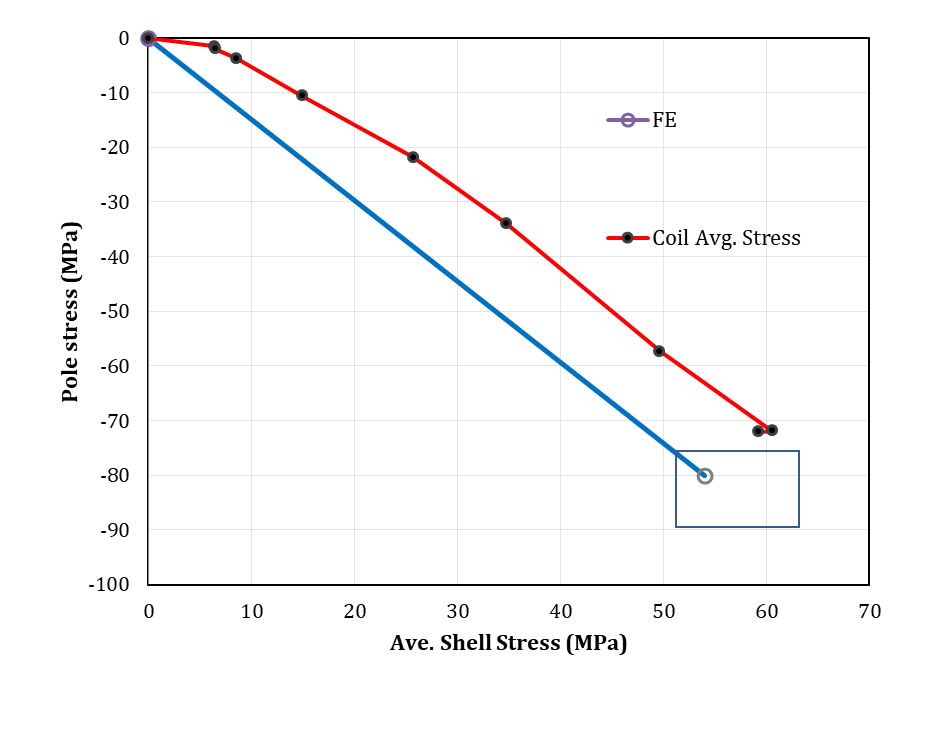 0
-10
-20
-30
-40
-50
-60
-70
-80
-90
-100
Pole stress (MPa)
FE
Coil Avg. Stress
0 10 20 30 40 50 60 70
Ave. Shell Stress (MPa)